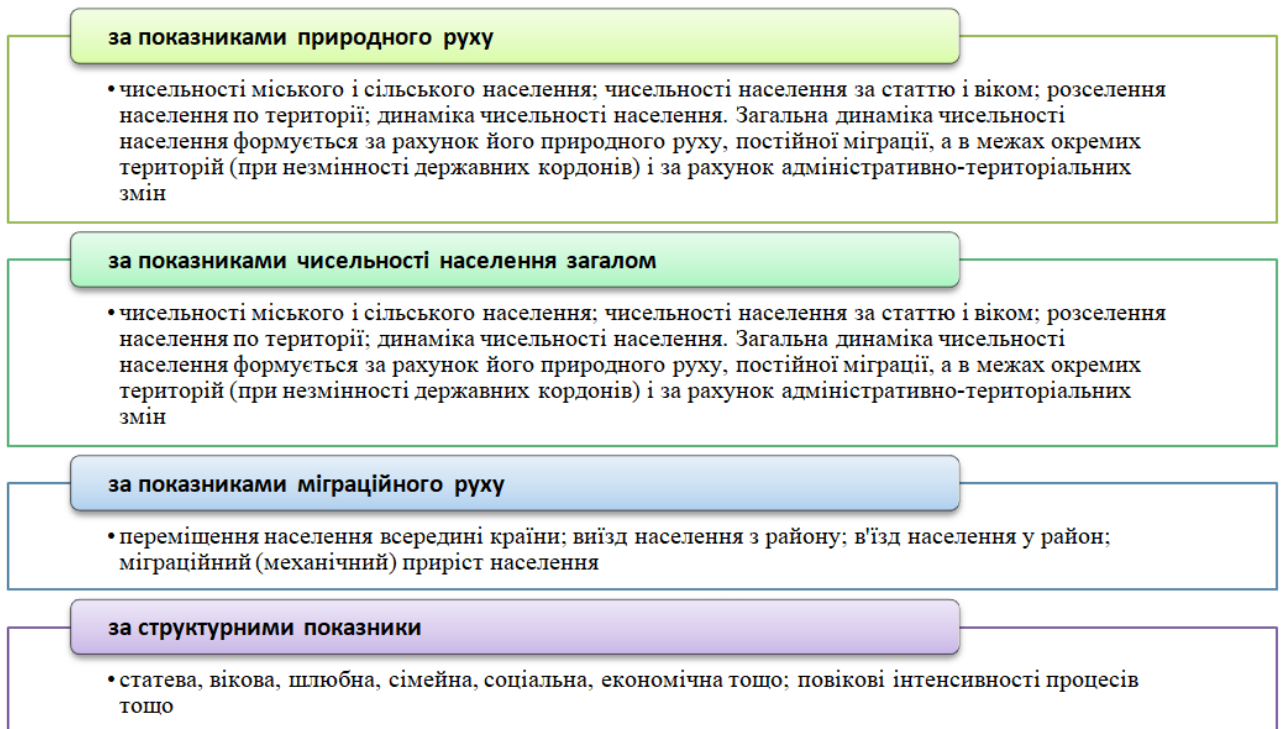 за показниками природного руху
• чисельності міського і сільського населення; чисельності населення за статтю і віком; розселення
населення по території; динаміка чисельності населення. Загальна динаміка чисельності
населення формується за рахунок його природного руху, постійної міграції, а в межах окремих
територій (при незмінності державних кордонів) і за рахунок адміністративно-територіальних
змін
за показниками чисельності населення загалом
• чисельності міського і сільського населення; чисельності населення за статтю і віком; розселення
населення по території; динаміка чисельності населення. Загальна динаміка чисельності
населення формується за рахунок його природного руху, постійної міграції, а в межах окремих
територій (при незмінності державних кордонів) і за рахунок адміністративно-територіальних
змін
за показниками міграційного руху
• переміщення населення всередині країни; виїзд населення з району; в'їзд населення у район;
міграційний (механічний) приріст населення
за структурними показники
• статева, вікова, шлюбна, сімейна, соціальна, економічна тощо; повікові інтенсивності процесів
тощо